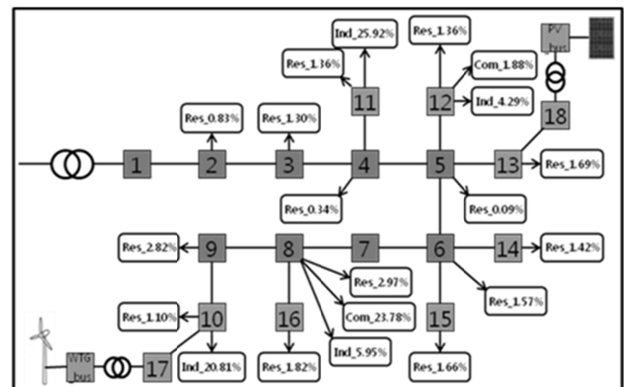 Ind_25.92%
Res_1.36%
PV
_bus
Res_1.36%
Com_1.88%
11
12
Ind_4.29%
18
Res_0.83%
Res_1.30%
1
2
3
4
5
13
Res_1.69%
Res_0.34%
Res_0.09%
Res_2.82%
9
8
7
6
14
Res_1.42%
Res_2.97%
Res_1.57%
Res_1.10%
10
16
Com_23.78%
15
WTG
_bus
17
Ind_20.81%
Res_1.82%
Ind_5.95%
Res_1.66%